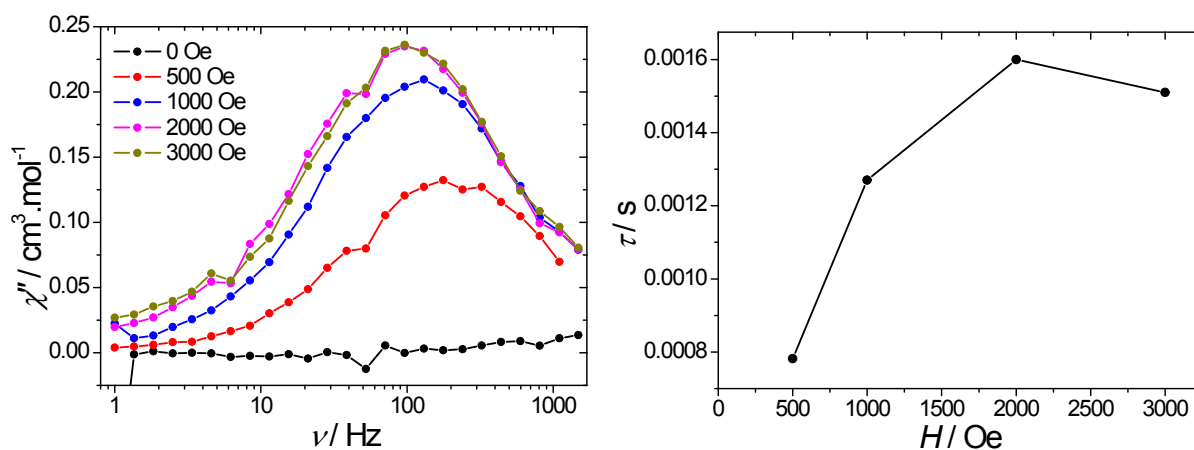 0.25
0.20
0.15
0.10
0.05
0.00
χ″ / cm³.mol⁻¹
0 Oe
500 Oe
1000 Oe
2000 Oe
3000 Oe
1 10 100 1000
ν / Hz
0.0016
0.0014
0.0012
0.0010
0.0008
τ / s
0 500 1000 1500 2000 2500 3000
H / Oe